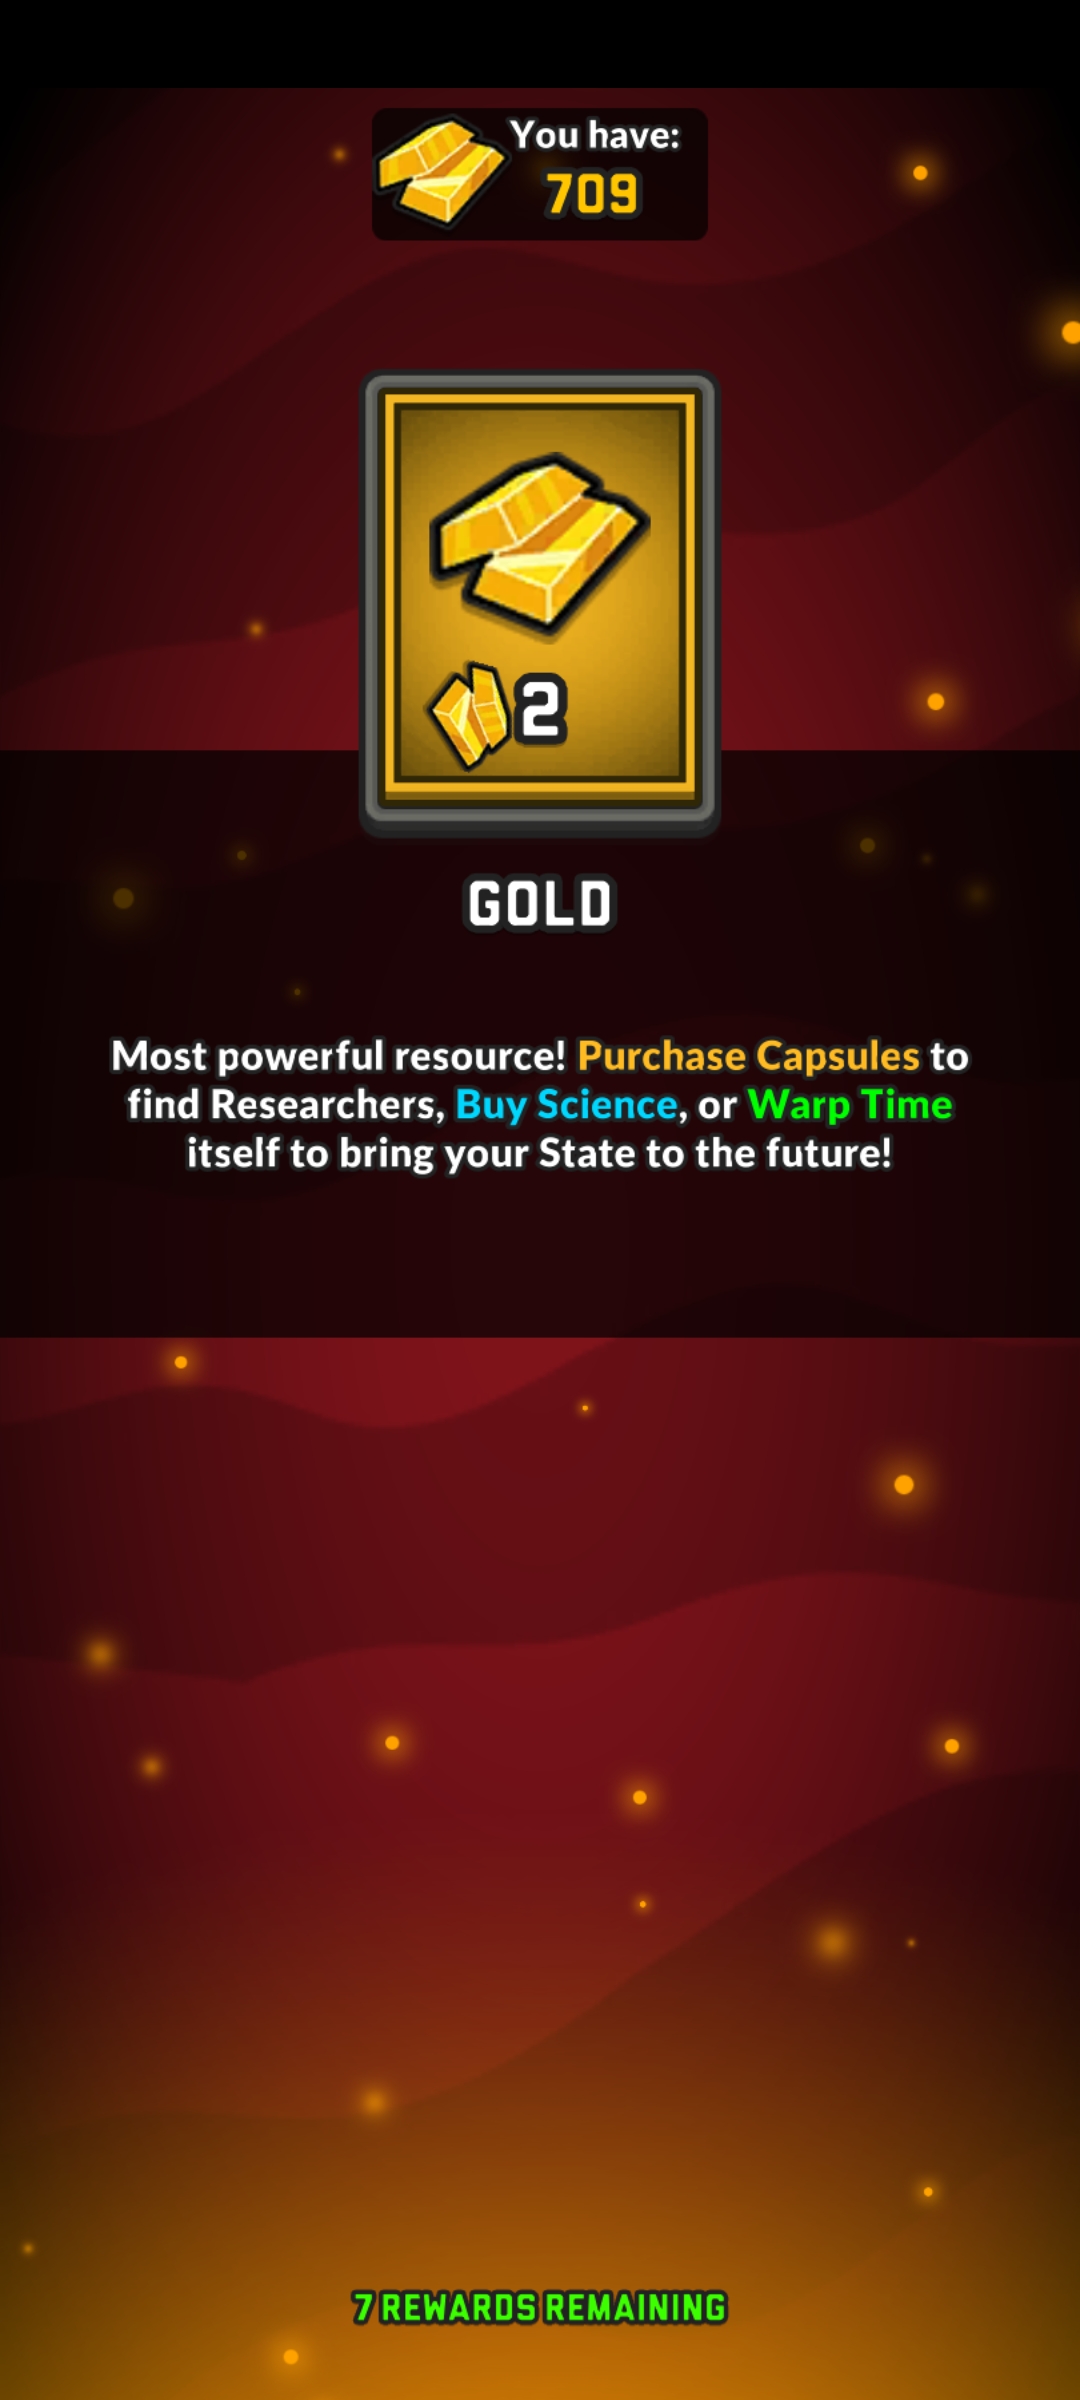 You have:
709
2
GOLD
Most powerful resource! Purchase Capsules to
find Researchers, Buy Science, or Warp Time
itself to bring your State to the future!
7 REWARDS REMAINING